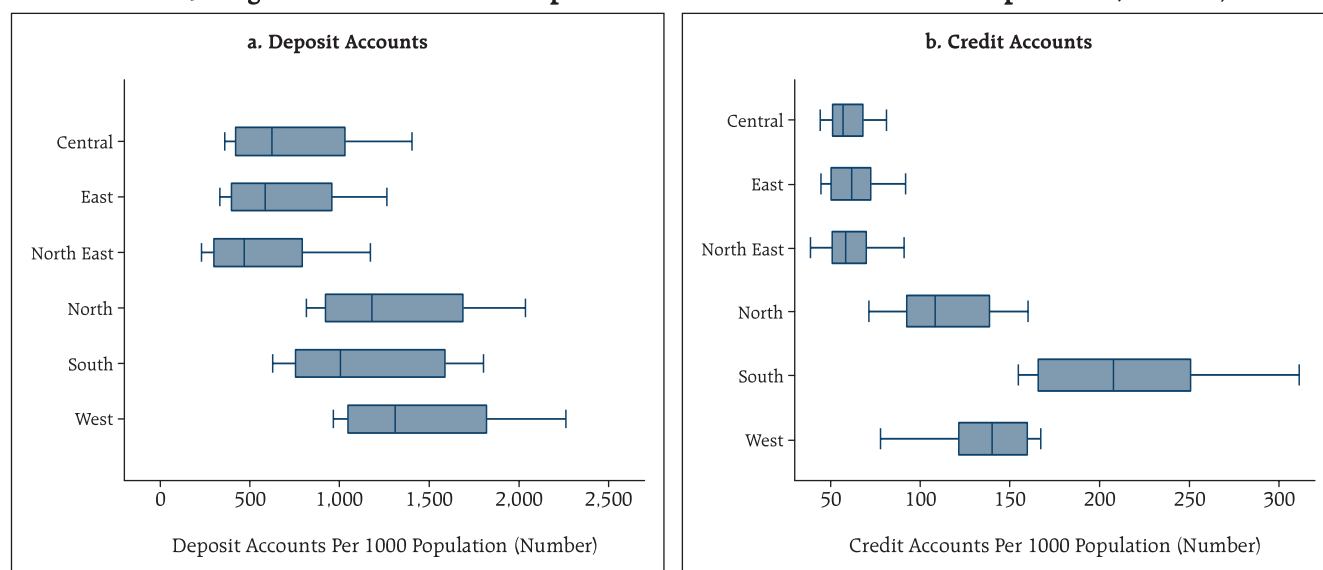 a. Deposit Accounts
Central
East
North East
North
South
West
0 500 1,000 1,500 2,000 2,500
Deposit Accounts Per 1000 Population (Number)
b. Credit Accounts
Central
East
North East
North
South
West
50 100 150 200 250 300
Credit Accounts Per 1000 Population (Number)